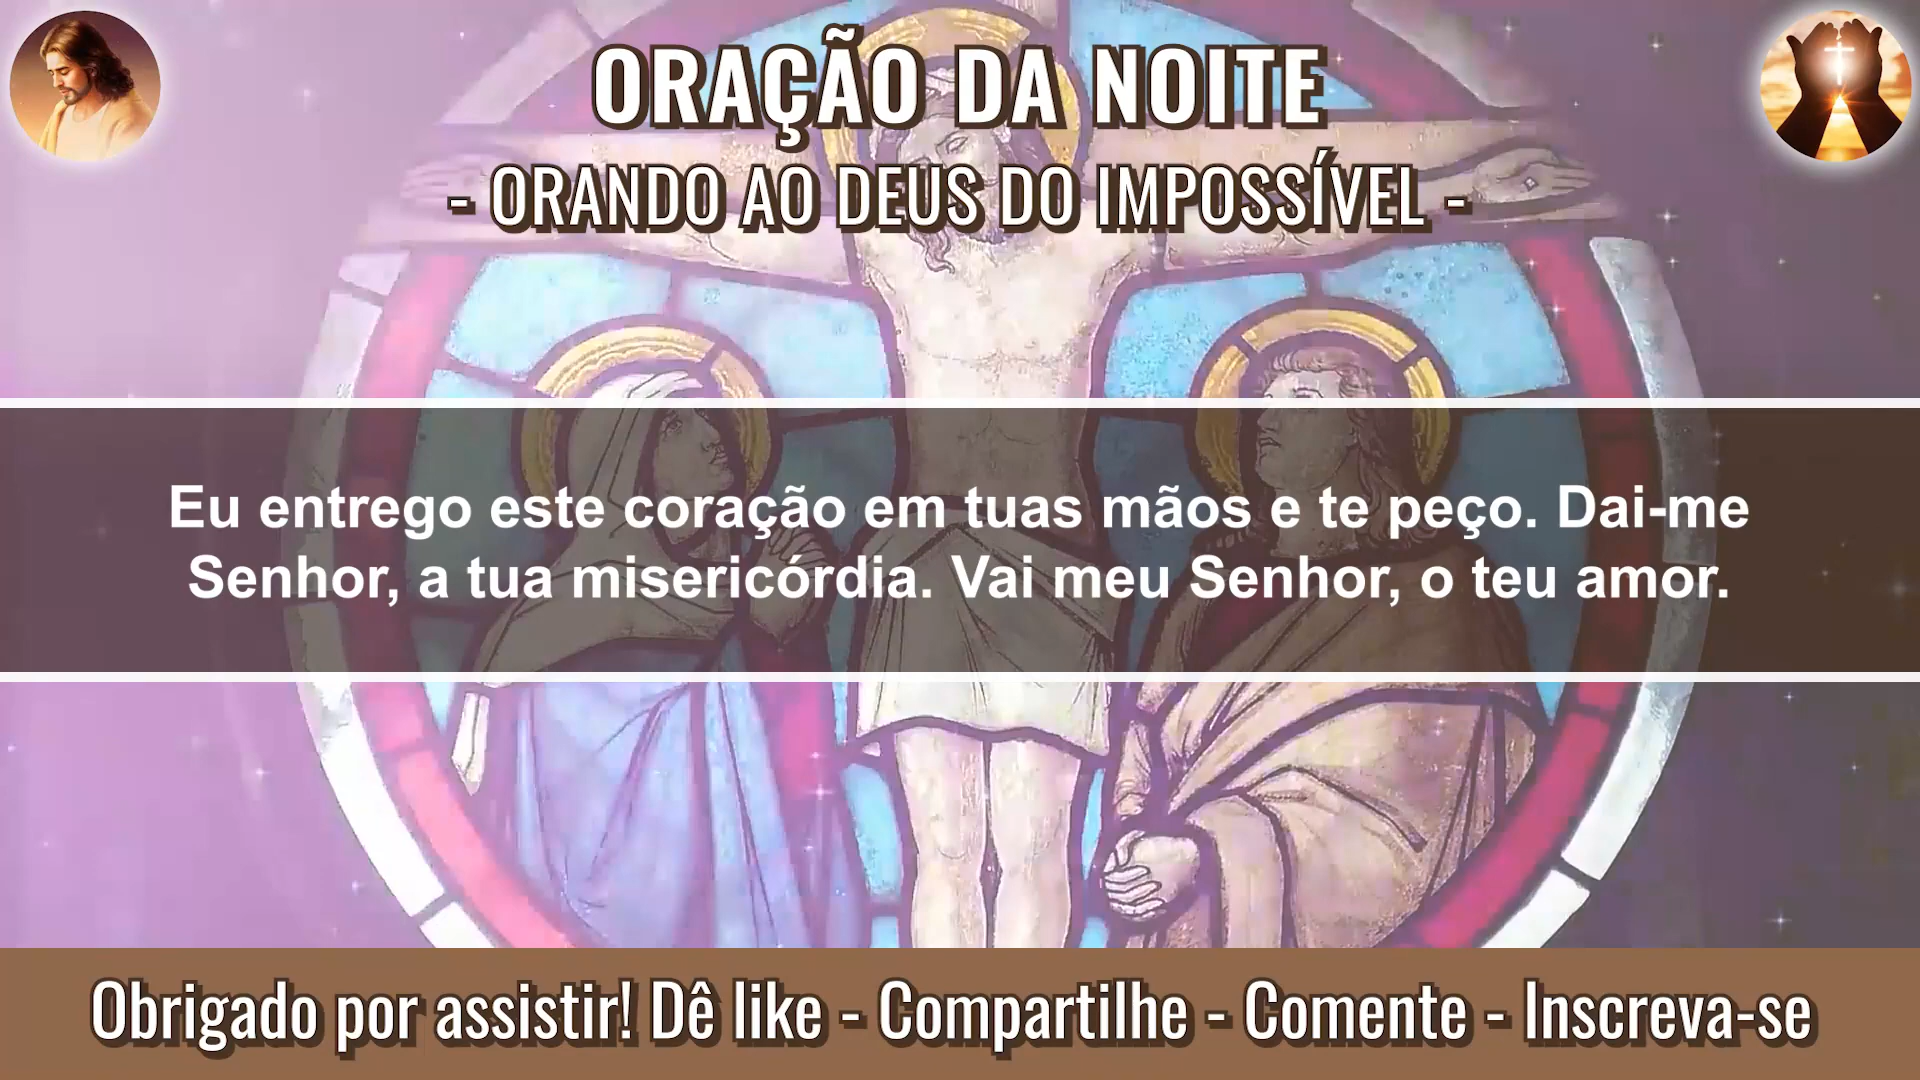 ORAÇÃO DA NOITE
- ORANDO AO DEUS DO IMPOSSÍVEL -
Eu entrego este coração em tuas mãos e te peço. Dai-me
Senhor, a tua misericórdia. Vai meu Senhor, o teu amor.
Obrigado por assistir! Dê like - Compartilhe - Comente - Inscreva-se